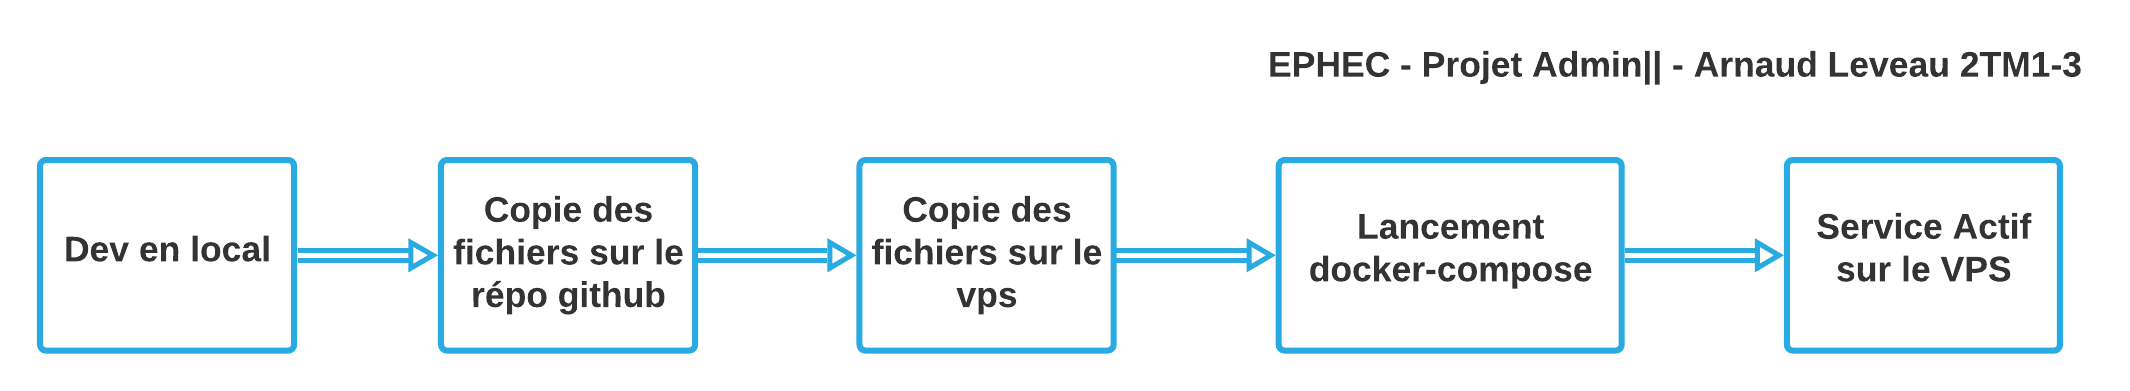 EPHEC - Projet Admin|| - Arnaud Leveau 2TM1-3
Dev en local
Copie des
fichiers sur le
répo github
Copie des
fichiers sur le
vps
Lancement
docker-compose
Service Actif
sur le VPS